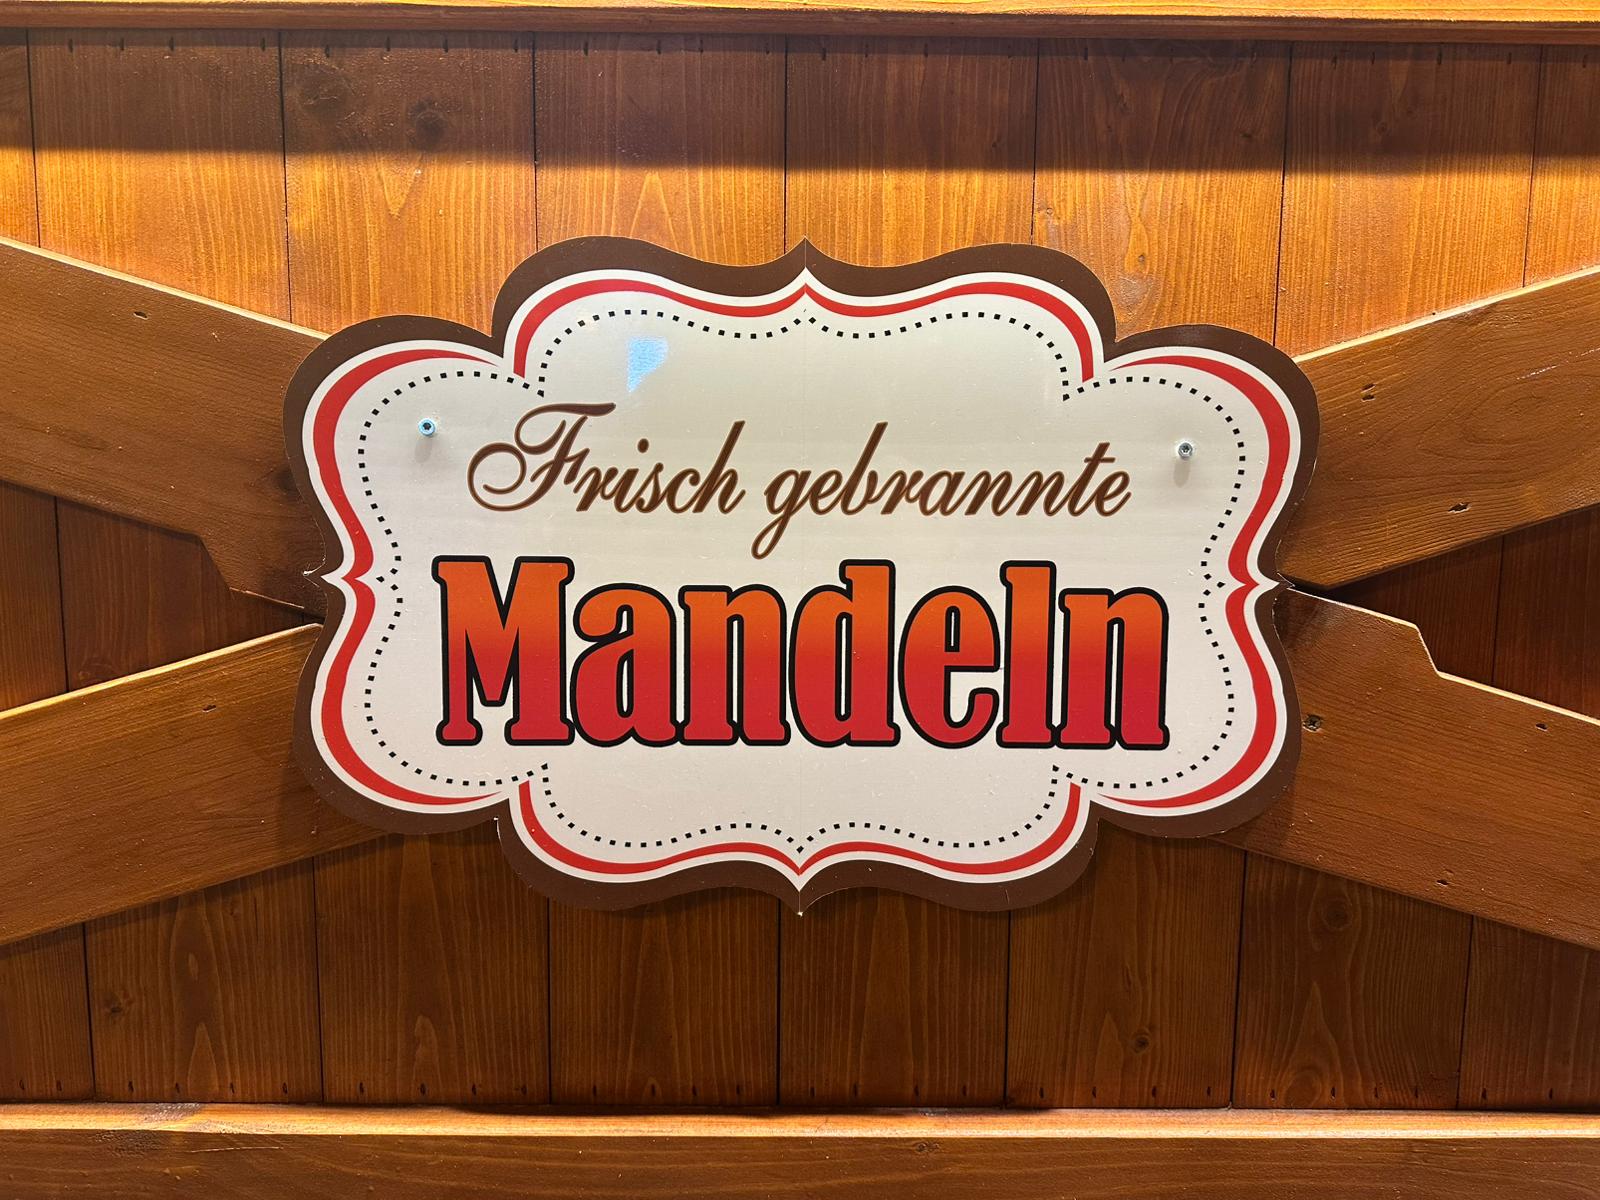 Frisch gebrannte
Mandeln